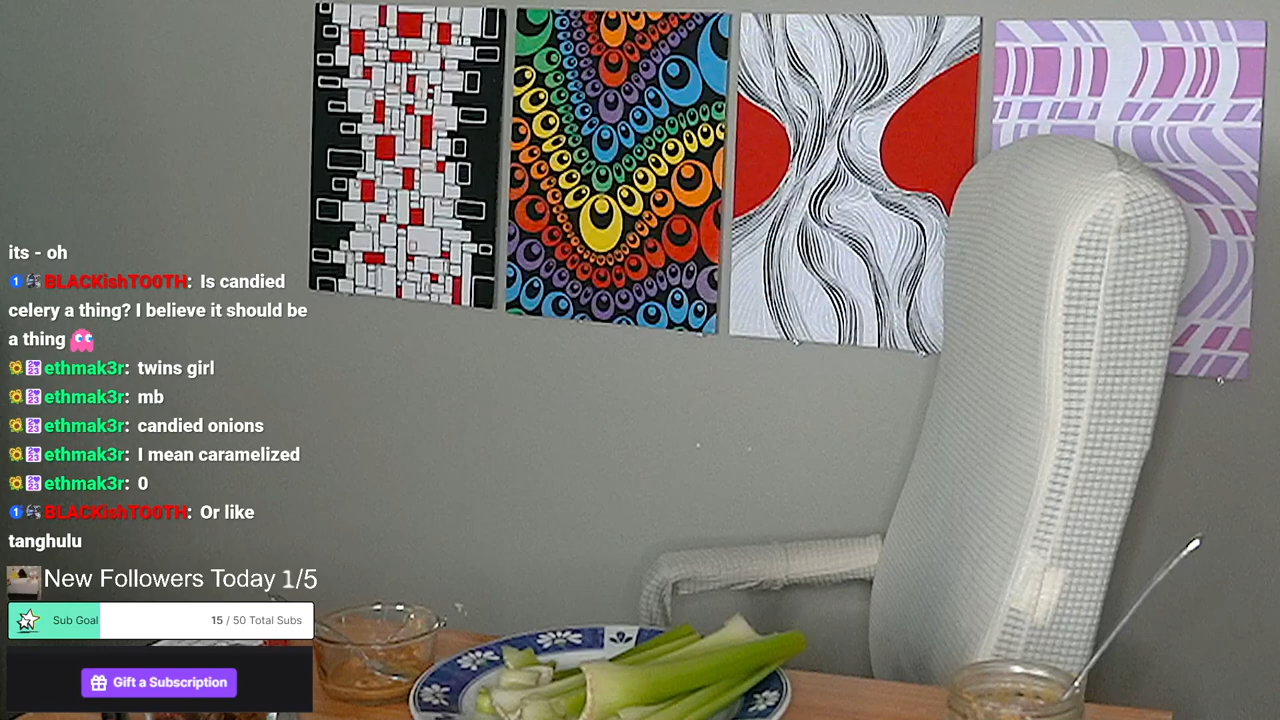 its - oh
BLACKishTO0TH: Is candied
celery a thing? I believe it should be
a thing
ethmak3r: twins girl
ethmak3r: mb
ethmak3r: candied onions
ethmak3r: I mean caramelized
ethmak3r: 0
BLACKishTO0TH: Or like
tanghulu
New Followers Today 1/5
Sub Goal 15 / 50 Total Subs
Gift a Subscription